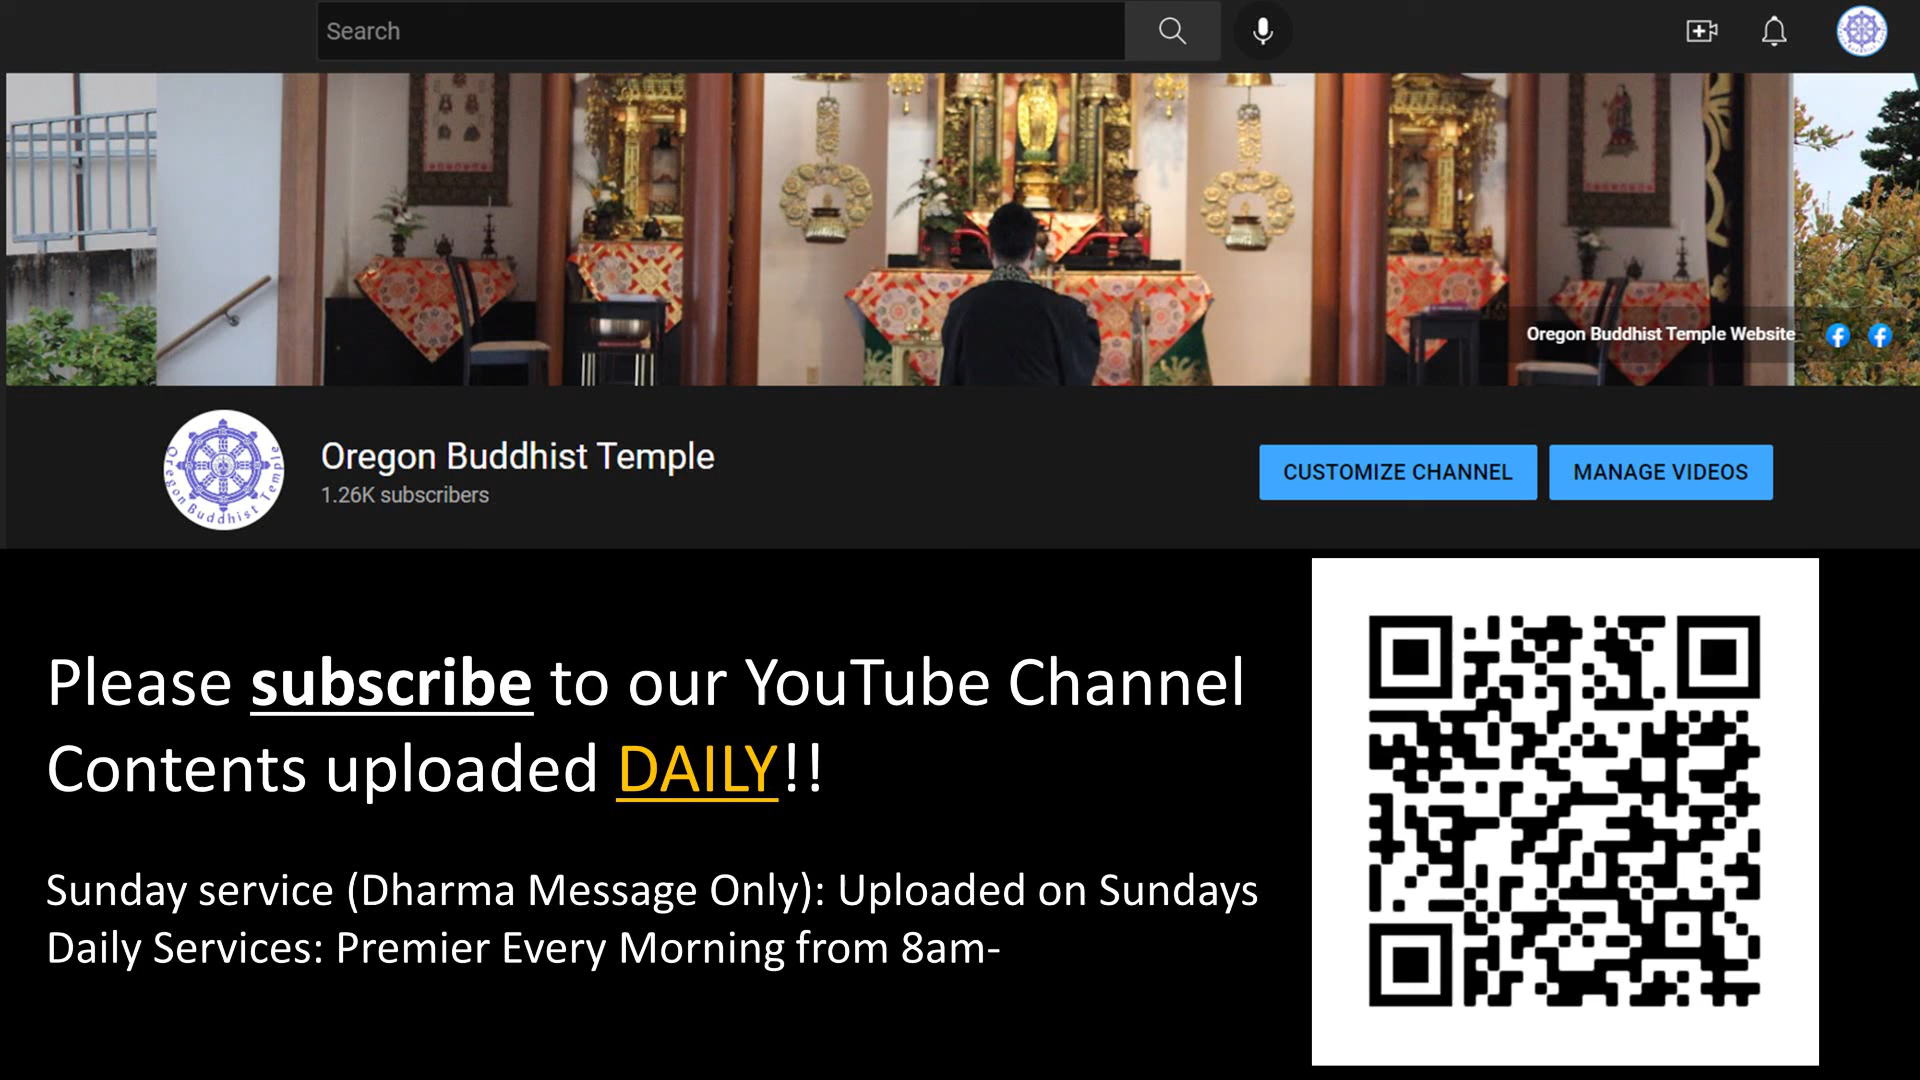 Search
Oregon Buddhist Temple Website
Oregon Buddhist Temple
Oregon Buddhist Temple
1.26K subscribers
CUSTOMIZE CHANNEL
MANAGE VIDEOS
Please subscribe to our YouTube Channel
Contents uploaded DAILY!!
Sunday service (Dharma Message Only): Uploaded on Sundays
Daily Services: Premier Every Morning from 8am-